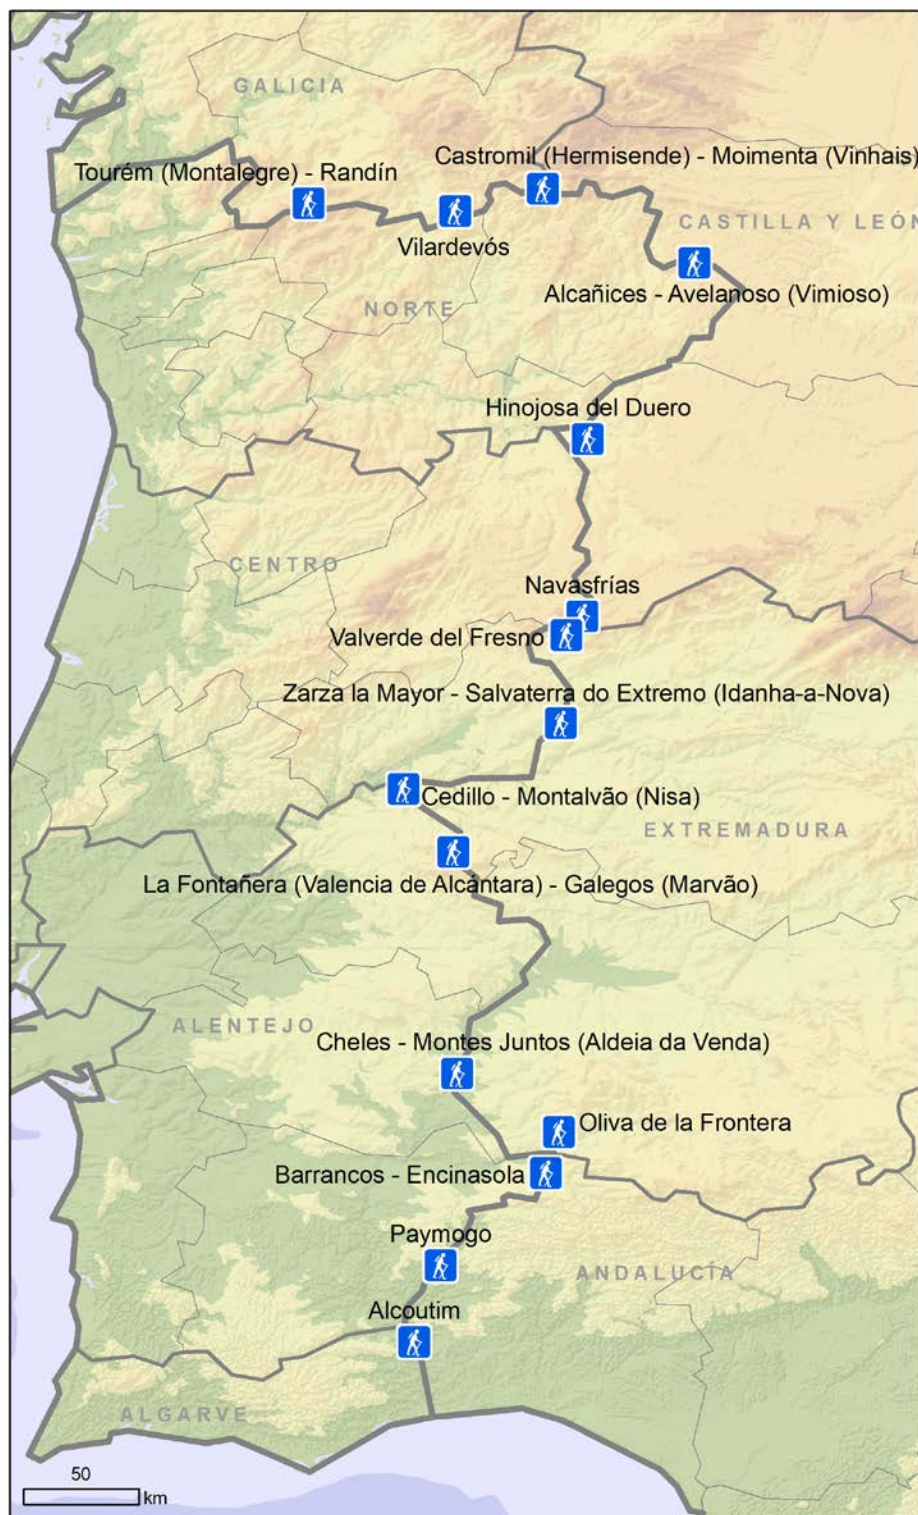 GALICIA
Castromil (Hermisende) - Moimenta (Vinhais)
Tourém (Montalegre) - Randín
CASTILLA Y LEÓN
Vilardevós
Alcañices - Avelanoso (Vimioso)
NORTE
Hinojosa del Duero
CENTRO
Navasfrías
Valverde del Fresno
Zarza la Mayor - Salvaterra do Extremo (Idanha-a-Nova)
Cedillo - Montalvão (Nisa)
EXTREMADURA
La Fontañera (Valencia de Alcántara) - Galegos (Marvão)
ALENTEJO
Cheles - Montes Juntos (Aldeia da Venda)
Oliva de la Frontera
Barrancos - Encinasola
Paymogo
ANDALUCÍA
Alcoutim
ALGARVE
50
km